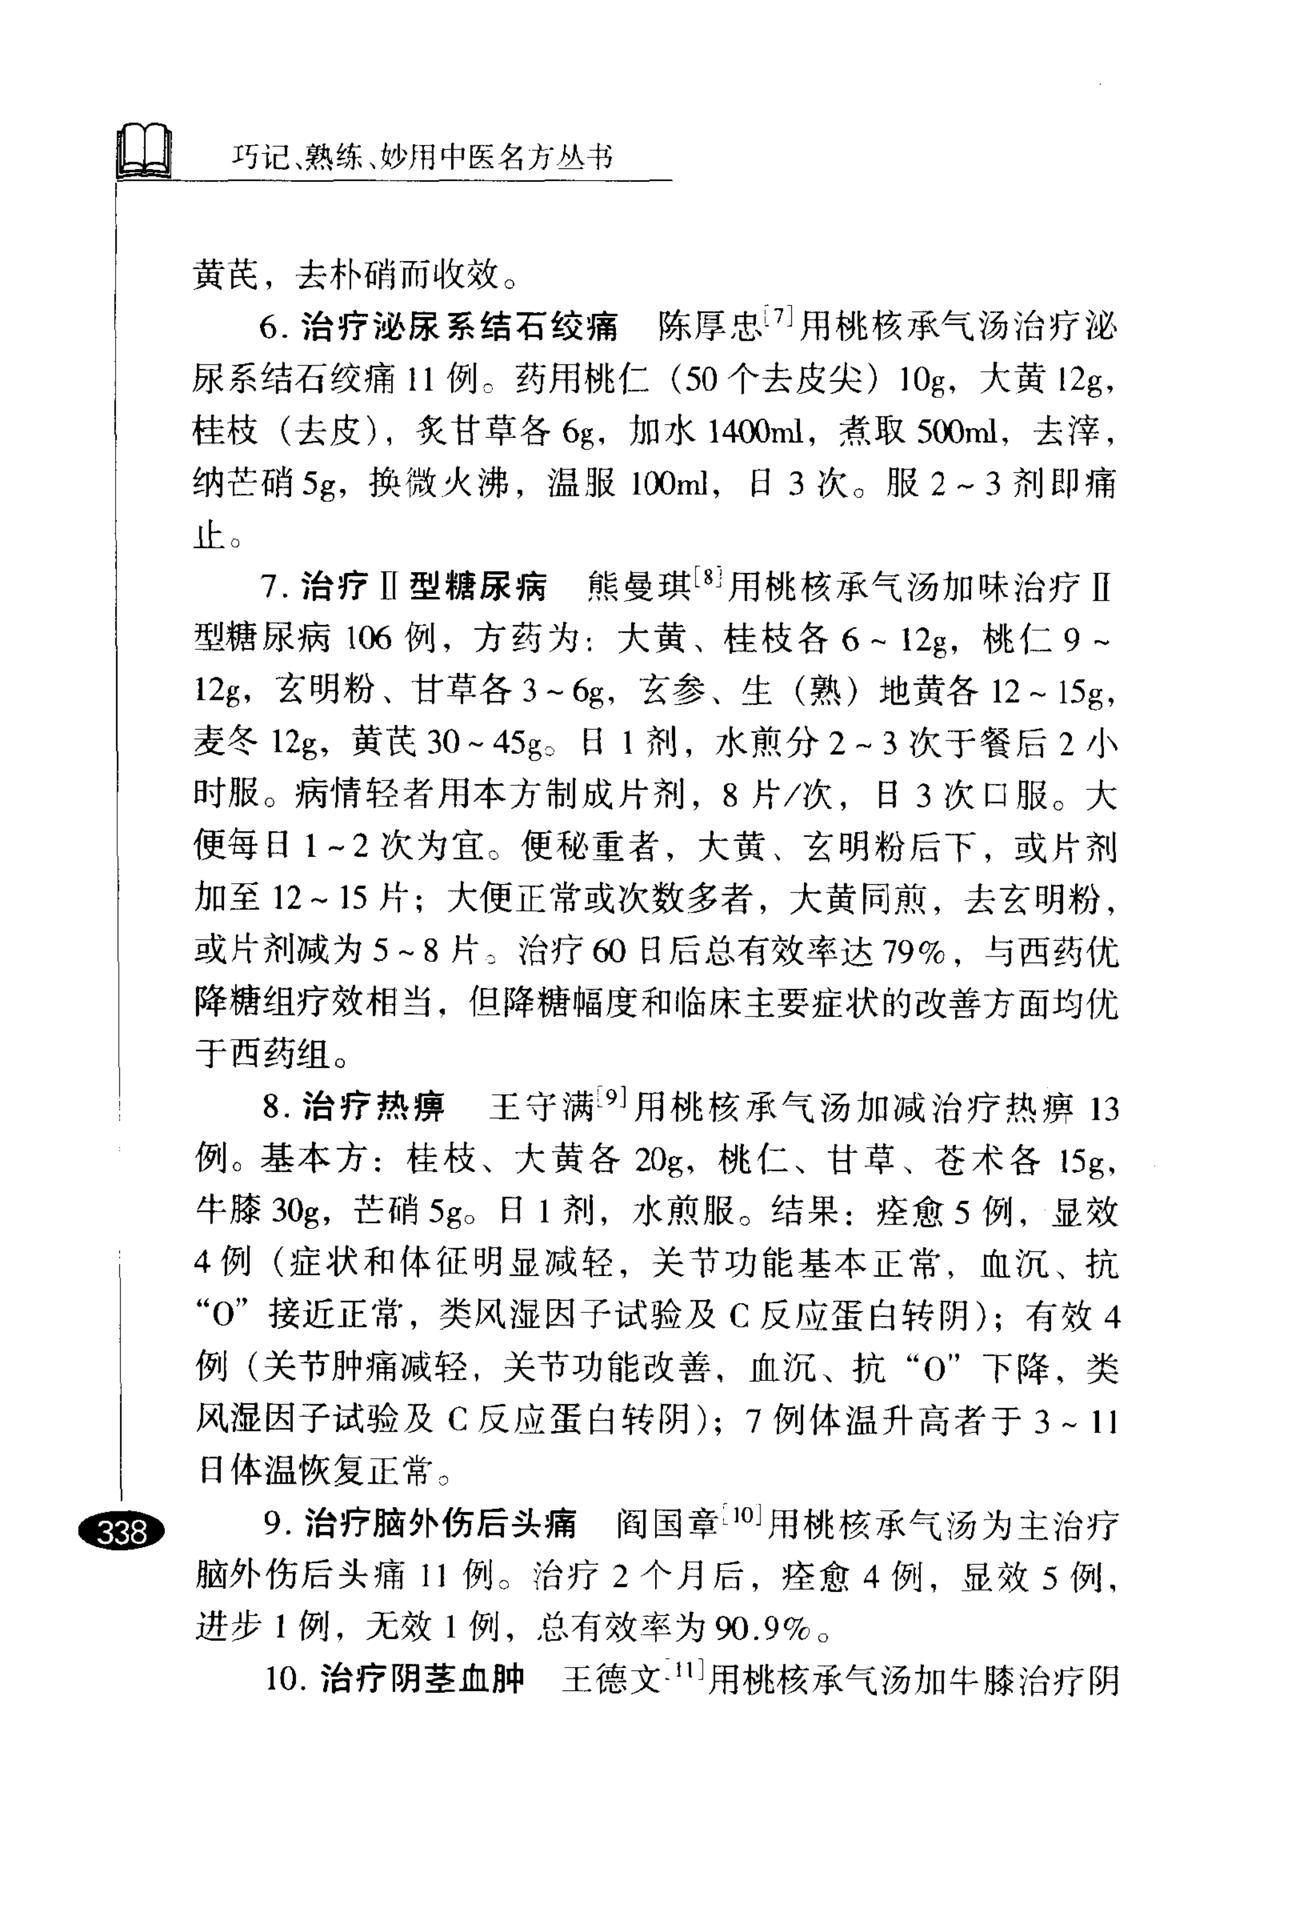 巧记、熟练、妙用中医名方丛书
黄芪，去朴硝而收效。
6. 治疗泌尿系结石绞痛　陈厚忠[7]用桃核承气汤治疗泌
尿系结石绞痛 11 例。药用桃仁（50 个去皮尖）10g，大黄 12g，
桂枝（去皮），炙甘草各 6g，加水 1400ml，煮取 500ml，去滓，
纳芒硝 5g，换微火沸，温服 100ml，日 3 次。服 2～3 剂即痛
止。
7. 治疗Ⅱ型糖尿病　熊曼琪[8]用桃核承气汤加味治疗Ⅱ
型糖尿病 106 例，方药为：大黄、桂枝各 6～12g，桃仁 9～
12g，玄明粉、甘草各 3～6g，玄参、生（熟）地黄各 12～15g，
麦冬 12g，黄芪 30～45g。日 1 剂，水煎分 2～3 次于餐后 2 小
时服。病情轻者用本方制成片剂，8 片/次，日 3 次口服。大
便每日 1～2 次为宜。便秘重者，大黄、玄明粉后下，或片剂
加至 12～15 片；大便正常或次数多者，大黄同煎，去玄明粉，
或片剂减为 5～8 片。治疗 60 日后总有效率达 79%，与西药优
降糖组疗效相当，但降糖幅度和临床主要症状的改善方面均优
于西药组。
8. 治疗热痹　王守满[9]用桃核承气汤加减治疗热痹 13
例。基本方：桂枝、大黄各 20g，桃仁、甘草、苍术各 15g，
牛膝 30g，芒硝 5g。日 1 剂，水煎服。结果：痊愈 5 例，显效
4 例（症状和体征明显减轻，关节功能基本正常，血沉、抗
“O”接近正常，类风湿因子试验及 C 反应蛋白转阴）；有效 4
例（关节肿痛减轻，关节功能改善，血沉、抗“O”下降，类
风湿因子试验及 C 反应蛋白转阴）；7 例体温升高者于 3～11
日体温恢复正常。
9. 治疗脑外伤后头痛　阎国章[10]用桃核承气汤为主治疗
脑外伤后头痛 11 例。治疗 2 个月后，痊愈 4 例，显效 5 例，
进步 1 例，无效 1 例，总有效率为 90.9%。
10. 治疗阴茎血肿　王德文[11]用桃核承气汤加牛膝治疗阴
338